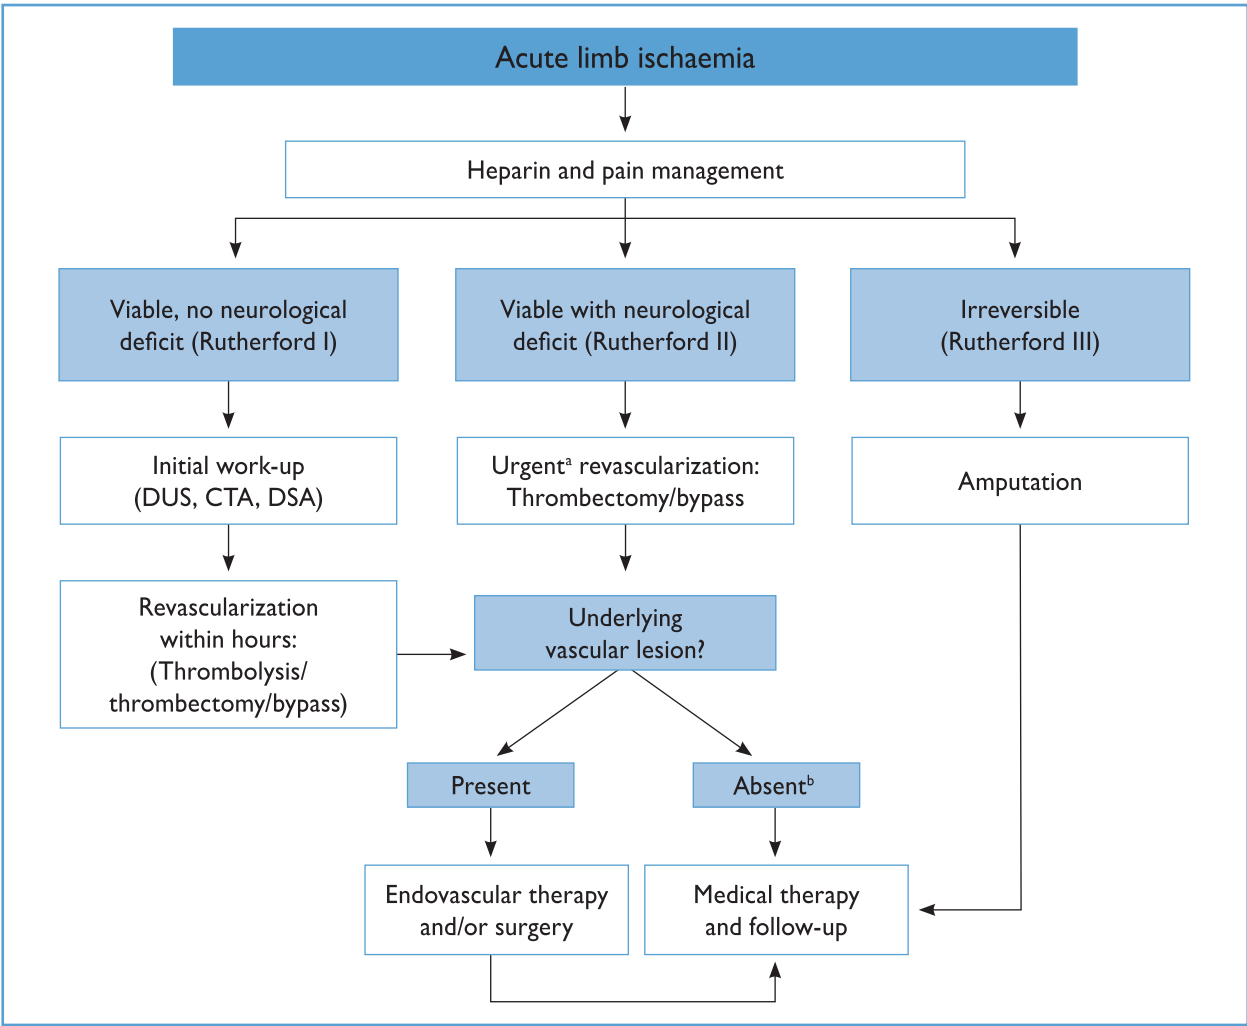 Acute limb ischaemia
Heparin and pain management
Viable, no neurological
deficit (Rutherford I)
Viable with neurological
deficit (Rutherford II)
Irreversible
(Rutherford III)
Initial work-up
(DUS, CTA, DSA)
Urgentᵃ revascularization:
Thrombectomy/bypass
Amputation
Revascularization
within hours:
(Thrombolysis/
thrombectomy/bypass)
Underlying
vascular lesion?
Present
Absentᵇ
Endovascular therapy
and/or surgery
Medical therapy
and follow-up